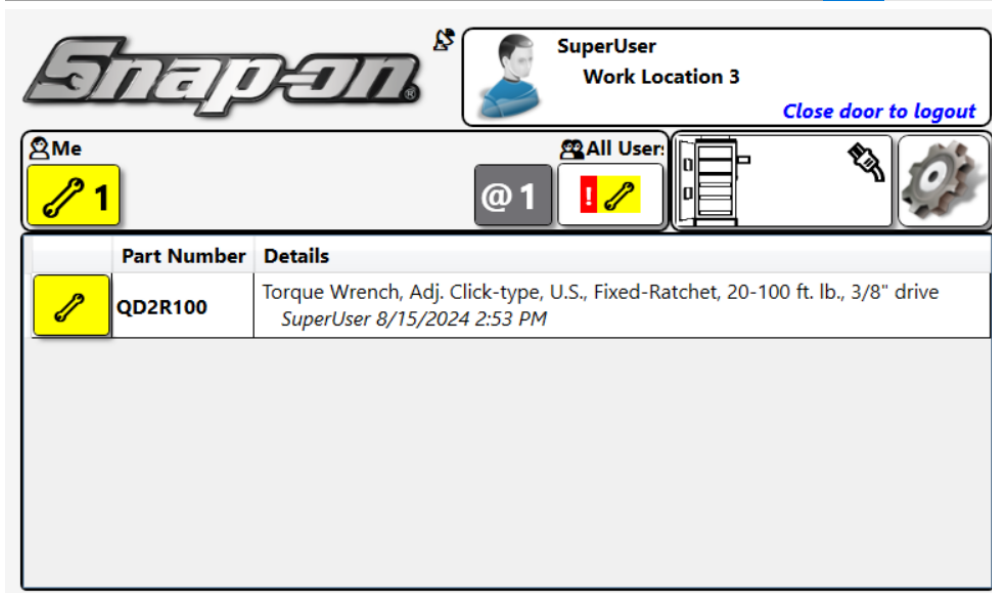 Snap-on®
SuperUser
Work Location 3
Close door to logout
Me
All User
1
@ 1
!
Part Number Details
QD2R100
Torque Wrench, Adj. Click-type, U.S., Fixed-Ratchet, 20-100 ft. lb., 3/8" drive
SuperUser 8/15/2024 2:53 PM